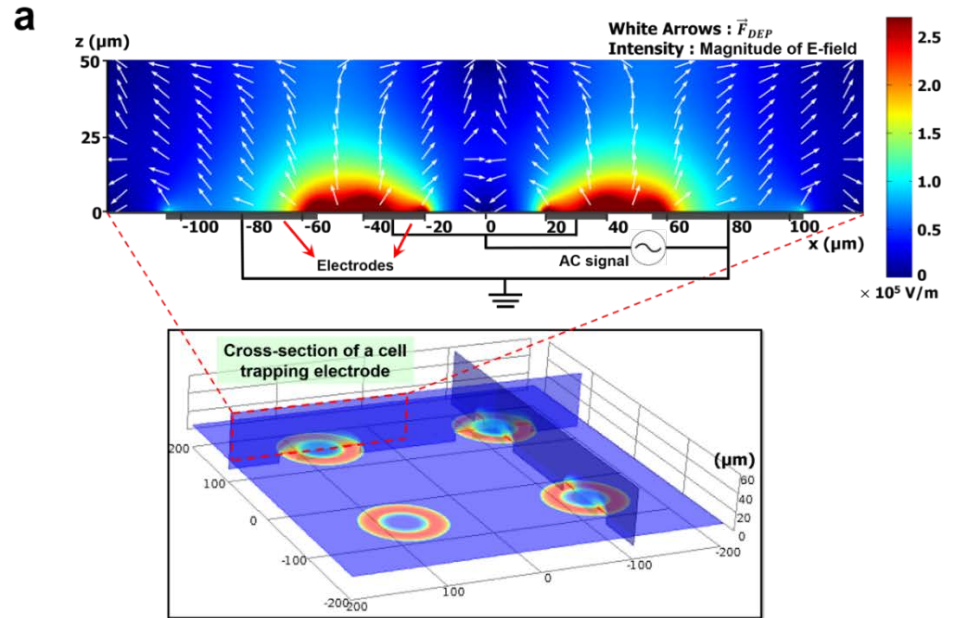 a
z (µm)
White Arrows : F⃗DEP
Intensity : Magnitude of E-field
50
25
0
2.5
2.0
1.5
1.0
0.5
0
× 10⁵ V/m
-100 -80 -60 -40 -20 0 20 40 60 80 100
x (µm)
Electrodes
AC signal
Cross-section of a cell
trapping electrode
(µm)
60
40
20
0
200
100
0
-100
-200
200
100
0
-100
-200